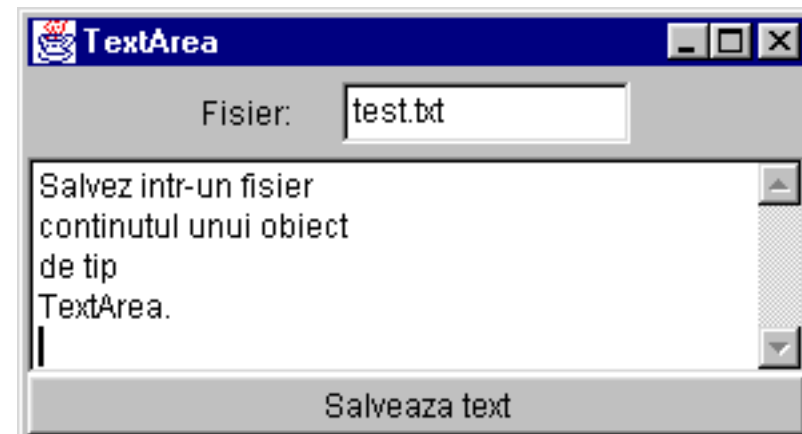 TextArea
Fisier: test.txt
Salvez intr-un fisier
continutul unui obiect
de tip
TextArea.
Salveaza text